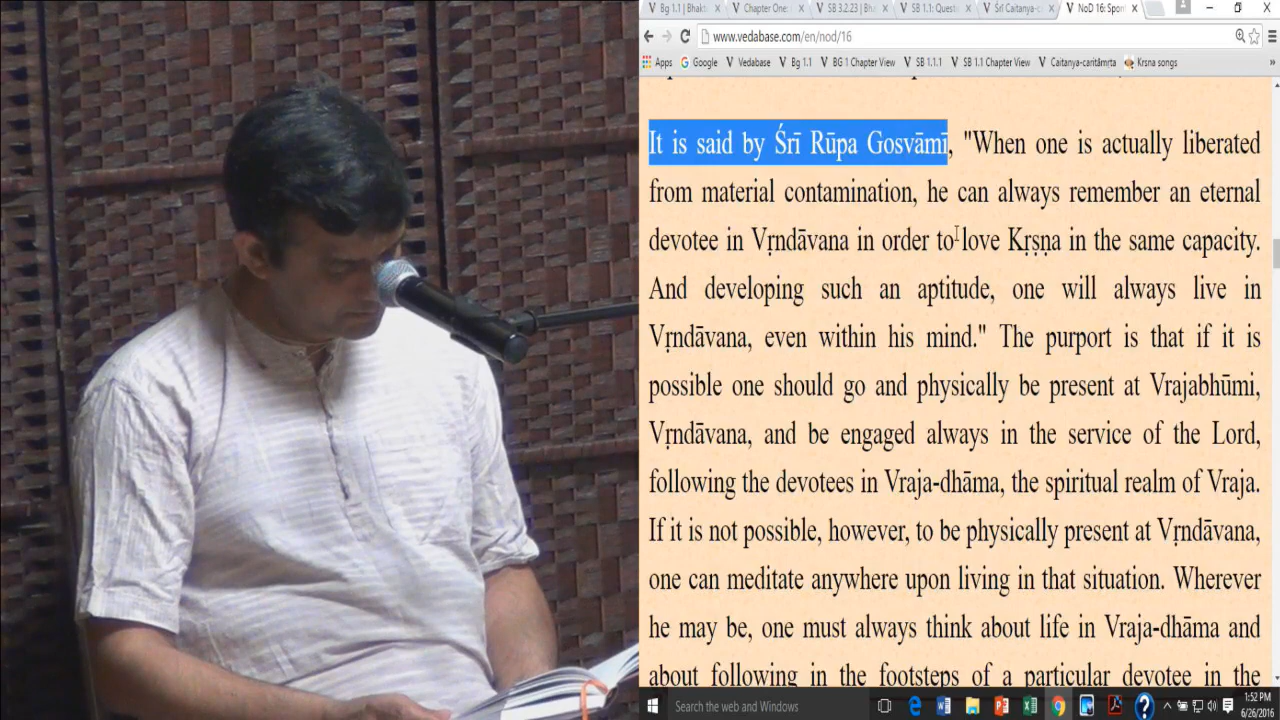 Bg 1.1 | Bhakt
Chapter One:
SB 3.2.23 | Bh
SB 1.1: Quest
Śrī Caitanya-c
NoD 16: Spon
www.vedabase.com/en/nod/16
Apps Google Vedabase Bg 1.1 BG 1 Chapter View SB 1.1.1 SB 1.1 Chapter View Caitanya-caritāmṛta Krsna songs »
It is said by Śrī Rūpa Gosvāmī, "When one is actually liberated
from material contamination, he can always remember an eternal
devotee in Vṛndāvana in order to love Kṛṣṇa in the same capacity.
And developing such an aptitude, one will always live in
Vṛndāvana, even within his mind." The purport is that if it is
possible one should go and physically be present at Vrajabhūmi,
Vṛndāvana, and be engaged always in the service of the Lord,
following the devotees in Vraja-dhāma, the spiritual realm of Vraja.
If it is not possible, however, to be physically present at Vṛndāvana,
one can meditate anywhere upon living in that situation. Wherever
he may be, one must always think about life in Vraja-dhāma and
about following in the footsteps of a particular devotee in the
Search the web and Windows
1:52 PM
6/26/2016